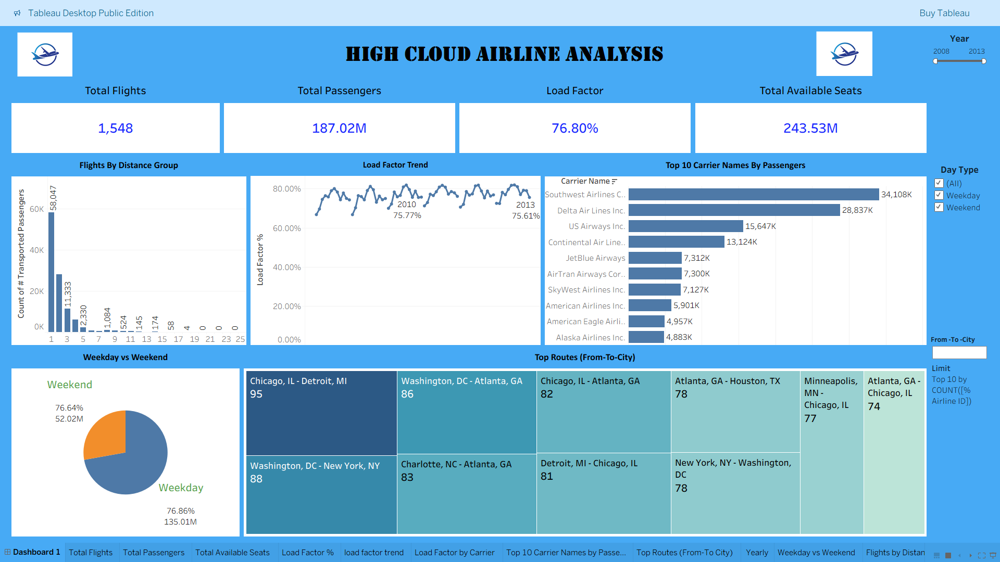 Tableau Desktop Public Edition
Buy Tableau
HIGH CLOUD AIRLINE ANALYSIS
Year
2008 2013
Total Flights
Total Passengers
Load Factor
Total Available Seats
1,548
187.02M
76.80%
243.53M
Flights By Distance Group
Count of # Transported Passengers
60K
40K
20K
0K
58,047
11,333
2,330
1,084
524
145
174
58
4
0
0
0
1 3 5 7 9 11 13 15 17 19 21 23 25
Load Factor Trend
Load Factor %
80.00%
60.00%
40.00%
20.00%
0.00%
2010
75.77%
2013
75.61%
Top 10 Carrier Names By Passengers
Carrier Name
Southwest Airlines C.. 34,108K
Delta Air Lines Inc. 28,837K
US Airways Inc. 15,647K
Continental Air Line.. 13,124K
JetBlue Airways 7,312K
AirTran Airways Cor.. 7,300K
SkyWest Airlines Inc. 7,127K
American Airlines Inc. 5,901K
American Eagle Airli.. 4,957K
Alaska Airlines Inc. 4,883K
Day Type
(All)
Weekday
Weekend
From -To -City
Limit
Top 10 by
COUNT([%
Airline ID])
Weekday vs Weekend
Weekend
76.64%
52.02M
Weekday
76.86%
135.01M
Top Routes (From-To-City)
Chicago, IL - Detroit, MI
95
Washington, DC - New York, NY
88
Washington, DC - Atlanta, GA
86
Charlotte, NC - Atlanta, GA
83
Chicago, IL - Atlanta, GA
82
Detroit, MI - Chicago, IL
81
Atlanta, GA - Houston, TX
78
New York, NY - Washington,
DC
78
Minneapolis,
MN -
Chicago, IL
77
Atlanta, GA -
Chicago, IL
74
Dashboard 1
Total Flights
Total Passengers
Total Available Seats
Load Factor %
load factor trend
Load Factor by Carrier
Top 10 Carrier Names by Passe...
Top Routes (From-To City)
Yearly
Weekday vs Weekend
Flights by Distan